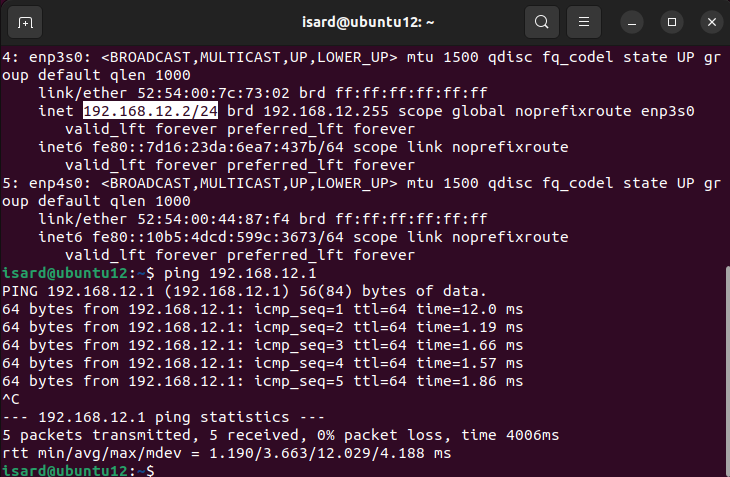 isard@ubuntu12: ~
4: enp3s0: <BROADCAST,MULTICAST,UP,LOWER_UP> mtu 1500 qdisc fq_codel state UP gr
oup default qlen 1000
    link/ether 52:54:00:7c:73:02 brd ff:ff:ff:ff:ff:ff
    inet 192.168.12.2/24 brd 192.168.12.255 scope global noprefixroute enp3s0
       valid_lft forever preferred_lft forever
    inet6 fe80::7d16:23da:6ea7:437b/64 scope link noprefixroute
       valid_lft forever preferred_lft forever
5: enp4s0: <BROADCAST,MULTICAST,UP,LOWER_UP> mtu 1500 qdisc fq_codel state UP gr
oup default qlen 1000
    link/ether 52:54:00:44:87:f4 brd ff:ff:ff:ff:ff:ff
    inet6 fe80::10b5:4dcd:599c:3673/64 scope link noprefixroute
       valid_lft forever preferred_lft forever
isard@ubuntu12:~$ ping 192.168.12.1
PING 192.168.12.1 (192.168.12.1) 56(84) bytes of data.
64 bytes from 192.168.12.1: icmp_seq=1 ttl=64 time=12.0 ms
64 bytes from 192.168.12.1: icmp_seq=2 ttl=64 time=1.19 ms
64 bytes from 192.168.12.1: icmp_seq=3 ttl=64 time=1.66 ms
64 bytes from 192.168.12.1: icmp_seq=4 ttl=64 time=1.57 ms
64 bytes from 192.168.12.1: icmp_seq=5 ttl=64 time=1.86 ms
^C
--- 192.168.12.1 ping statistics ---
5 packets transmitted, 5 received, 0% packet loss, time 4006ms
rtt min/avg/max/mdev = 1.190/3.663/12.029/4.188 ms
isard@ubuntu12:~$